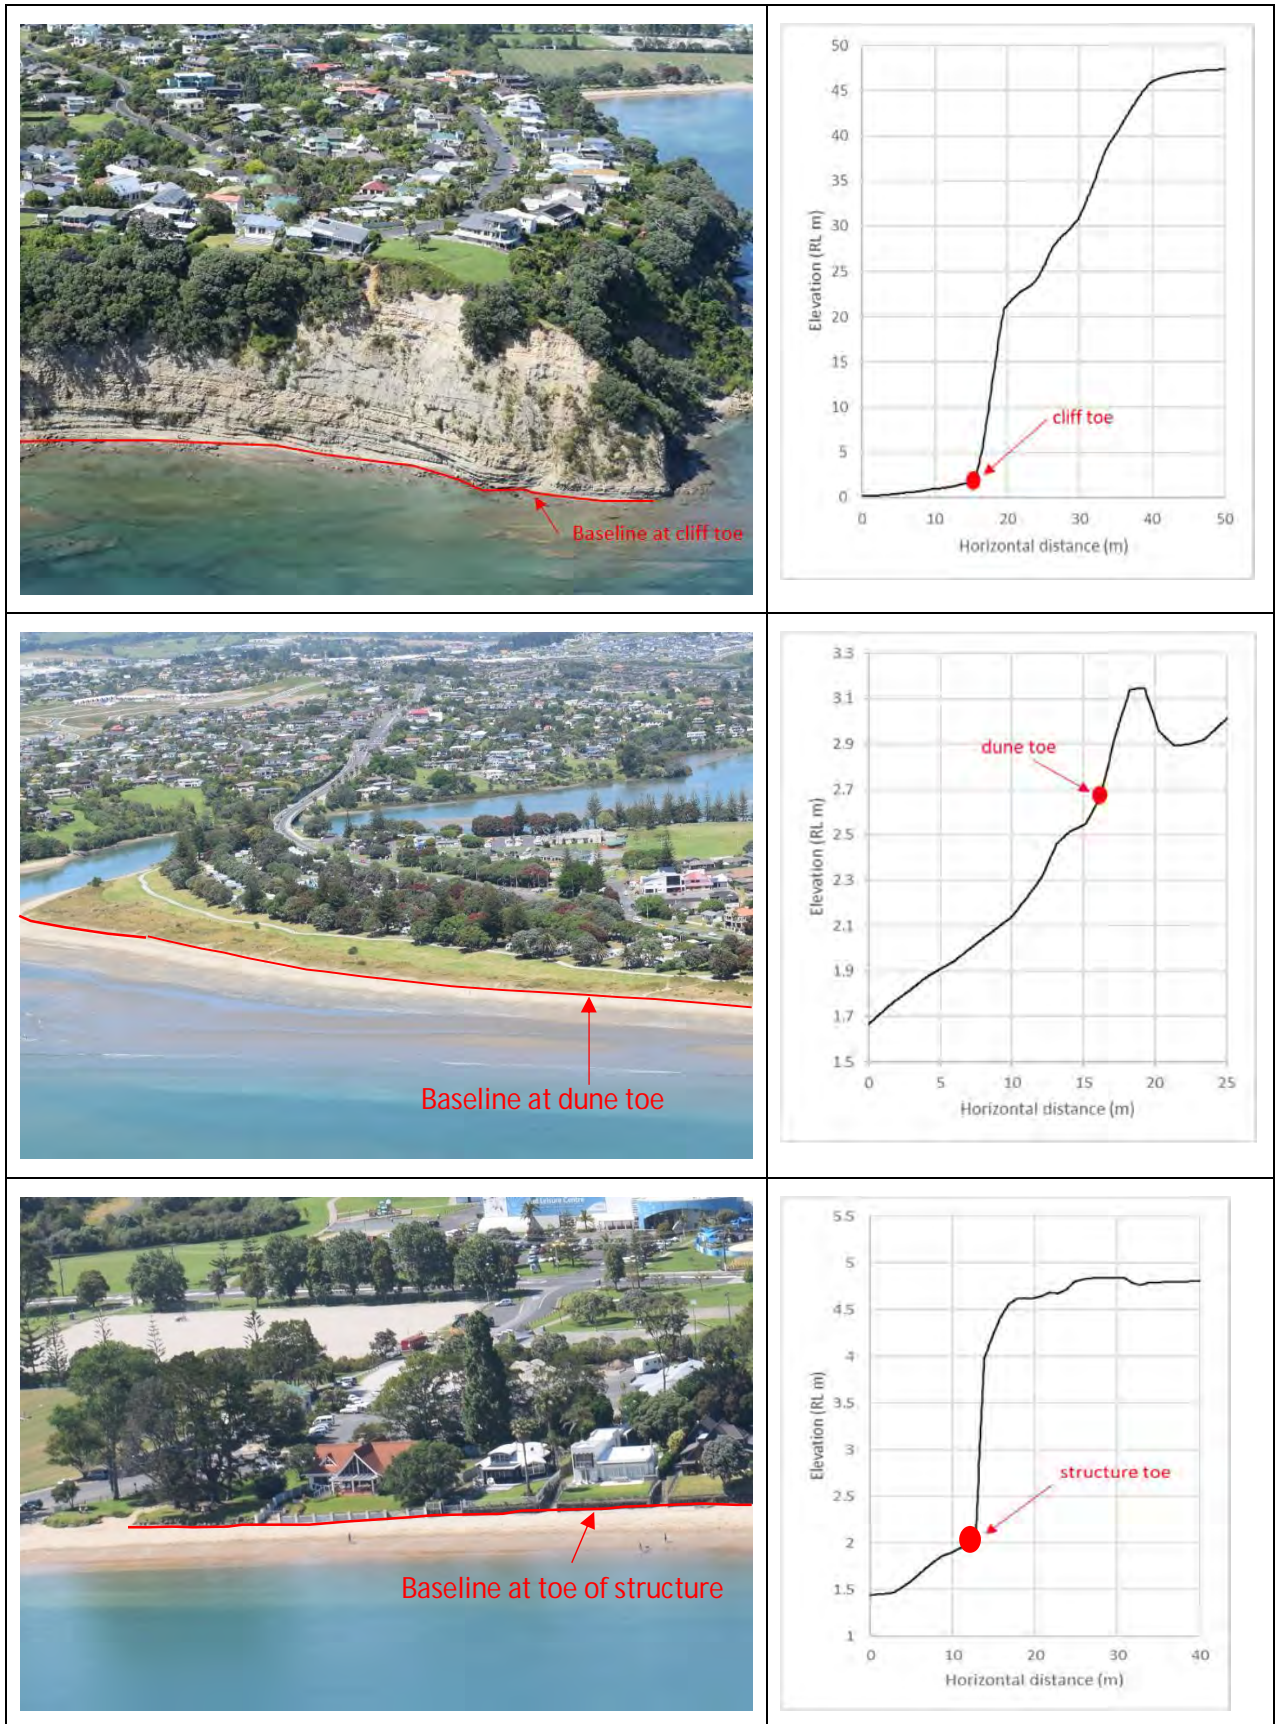 Baseline at cliff toe
50
45
40
35
30
25
20
15
10
5
0
Elevation (RL m)
cliff toe
0 10 20 30 40 50
Horizontal distance (m)
Baseline at dune toe
3.3
3.1
2.9
2.7
2.5
2.3
2.1
1.9
1.7
1.5
Elevation (RL m)
dune toe
0 5 10 15 20 25
Horizontal distance (m)
Leisure Centre
Baseline at toe of structure
5.5
5
4.5
4
3.5
3
2.5
2
1.5
1
Elevation (RL m)
structure toe
0 10 20 30 40
Horizontal distance (m)